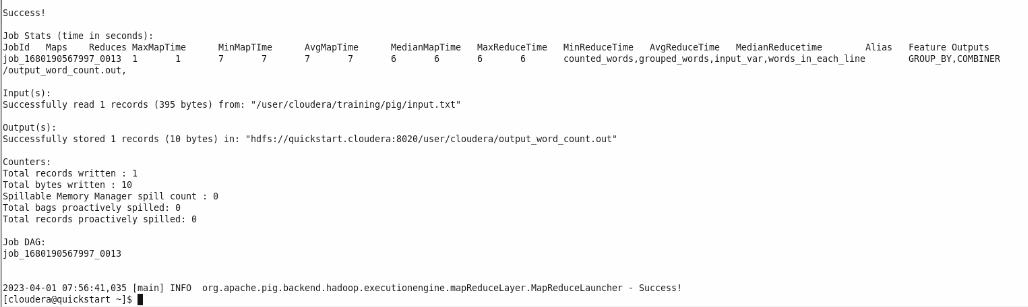 Success!
Job Stats (time in seconds):
JobId Maps Reduces MaxMapTime MinMapTIme AvgMapTime MedianMapTime MaxReduceTime MinReduceTime AvgReduceTime MedianReducetime Alias Feature Outputs
job_1680190567997_0013 1 1 7 7 7 7 6 6 6 6 counted_words,grouped_words,input_var,words_in_each_line GROUP_BY,COMBINER
/output_word_count.out,
Input(s):
Successfully read 1 records (395 bytes) from: "/user/cloudera/training/pig/input.txt"
Output(s):
Successfully stored 1 records (10 bytes) in: "hdfs://quickstart.cloudera:8020/user/cloudera/output_word_count.out"
Counters:
Total records written : 1
Total bytes written : 10
Spillable Memory Manager spill count : 0
Total bags proactively spilled: 0
Total records proactively spilled: 0
Job DAG:
job_1680190567997_0013
2023-04-01 07:56:41,035 [main] INFO org.apache.pig.backend.hadoop.executionengine.mapReduceLayer.MapReduceLauncher - Success!
[cloudera@quickstart ~]$